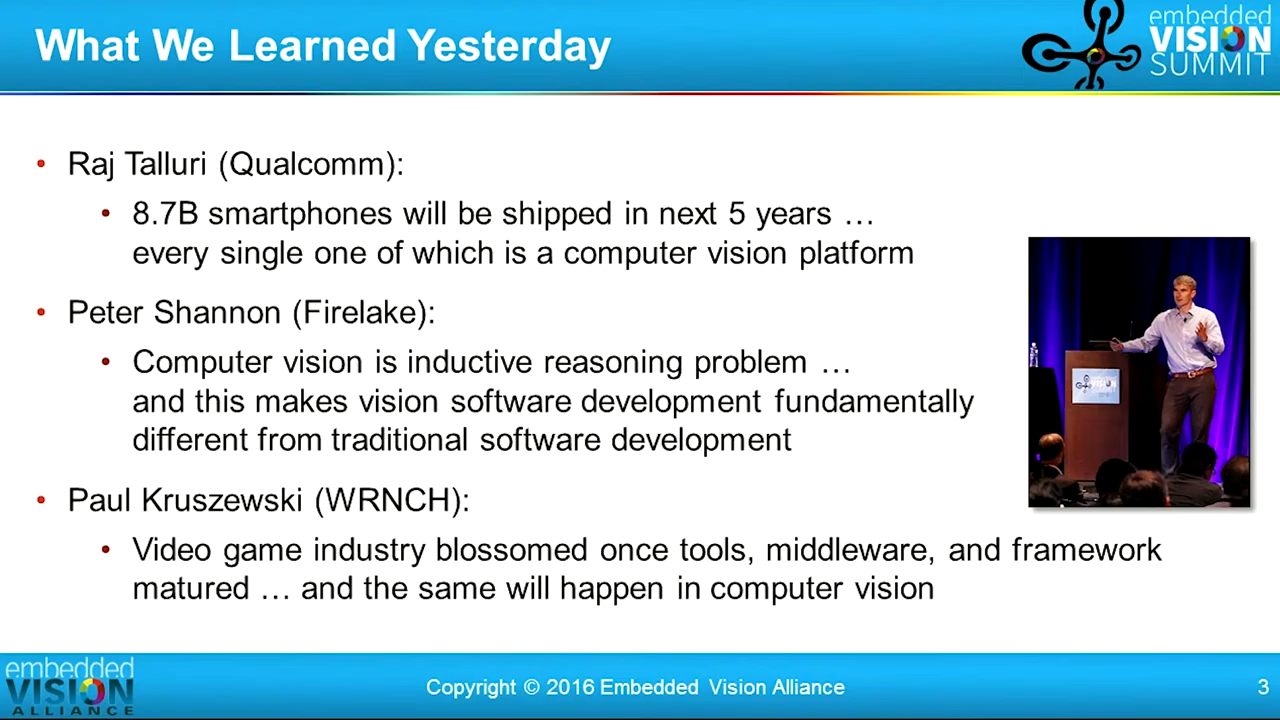 What We Learned Yesterday
embedded
VISION
SUMMIT
• Raj Talluri (Qualcomm):
• 8.7B smartphones will be shipped in next 5 years …
every single one of which is a computer vision platform
• Peter Shannon (Firelake):
• Computer vision is inductive reasoning problem …
and this makes vision software development fundamentally
different from traditional software development
• Paul Kruszewski (WRNCH):
• Video game industry blossomed once tools, middleware, and framework
matured … and the same will happen in computer vision
VISION
embedded
VISION
ALLIANCE
Copyright © 2016 Embedded Vision Alliance
3